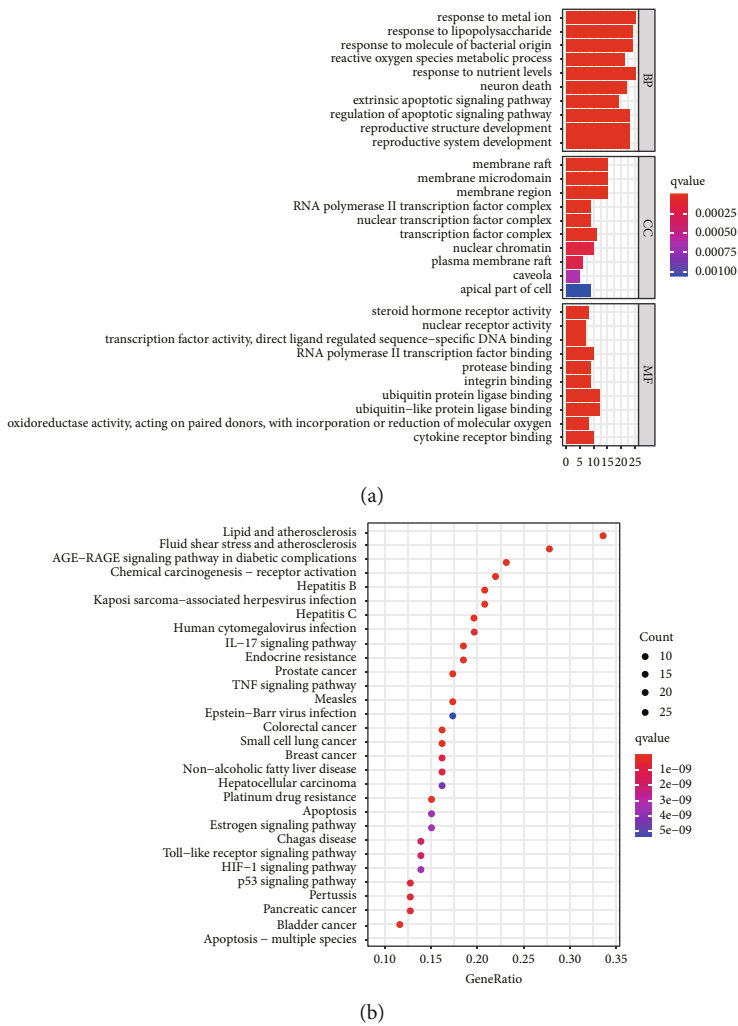 response to metal ion
response to lipopolysaccharide
response to molecule of bacterial origin
reactive oxygen species metabolic process
response to nutrient levels
neuron death
extrinsic apoptotic signaling pathway
regulation of apoptotic signaling pathway
reproductive structure development
reproductive system development
BP
membrane raft
membrane microdomain
membrane region
RNA polymerase II transcription factor complex
nuclear transcription factor complex
transcription factor complex
nuclear chromatin
plasma membrane raft
caveola
apical part of cell
CC
steroid hormone receptor activity
nuclear receptor activity
transcription factor activity, direct ligand regulated sequence−specific DNA binding
RNA polymerase II transcription factor binding
protease binding
integrin binding
ubiquitin protein ligase binding
ubiquitin−like protein ligase binding
oxidoreductase activity, acting on paired donors, with incorporation or reduction of molecular oxygen
cytokine receptor binding
MF
0 5 10 15 20 25
qvalue
0.00025
0.00050
0.00075
0.00100
(a)
Lipid and atherosclerosis
Fluid shear stress and atherosclerosis
AGE−RAGE signaling pathway in diabetic complications
Chemical carcinogenesis − receptor activation
Hepatitis B
Kaposi sarcoma−associated herpesvirus infection
Hepatitis C
Human cytomegalovirus infection
IL−17 signaling pathway
Endocrine resistance
Prostate cancer
TNF signaling pathway
Measles
Epstein−Barr virus infection
Colorectal cancer
Small cell lung cancer
Breast cancer
Non−alcoholic fatty liver disease
Hepatocellular carcinoma
Platinum drug resistance
Apoptosis
Estrogen signaling pathway
Chagas disease
Toll−like receptor signaling pathway
HIF−1 signaling pathway
p53 signaling pathway
Pertussis
Pancreatic cancer
Bladder cancer
Apoptosis − multiple species
0.10 0.15 0.20 0.25 0.30 0.35
GeneRatio
Count
10
15
20
25
qvalue
1e−09
2e−09
3e−09
4e−09
5e−09
(b)